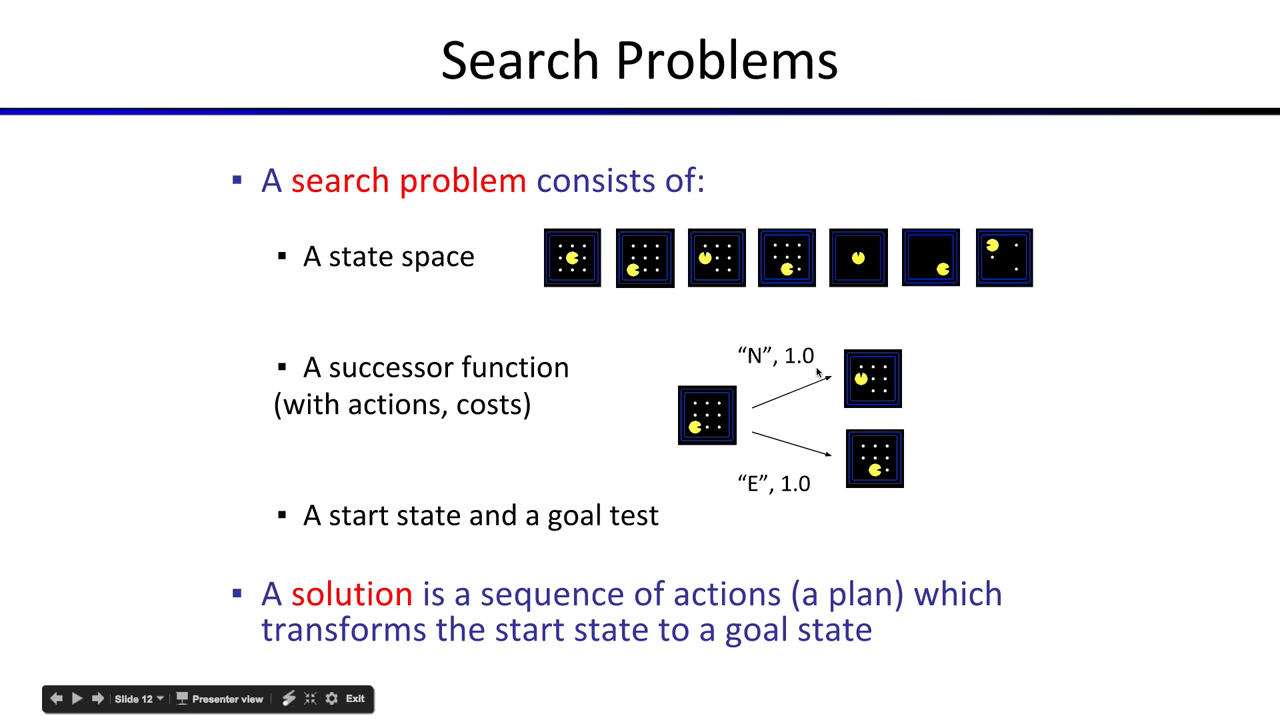 Search Problems
▪ A search problem consists of:
▪ A state space
▪ A successor function
(with actions, costs)
“N”, 1.0
“E”, 1.0
▪ A start state and a goal test
▪ A solution is a sequence of actions (a plan) which
transforms the start state to a goal state
Slide 12 Presenter view Exit